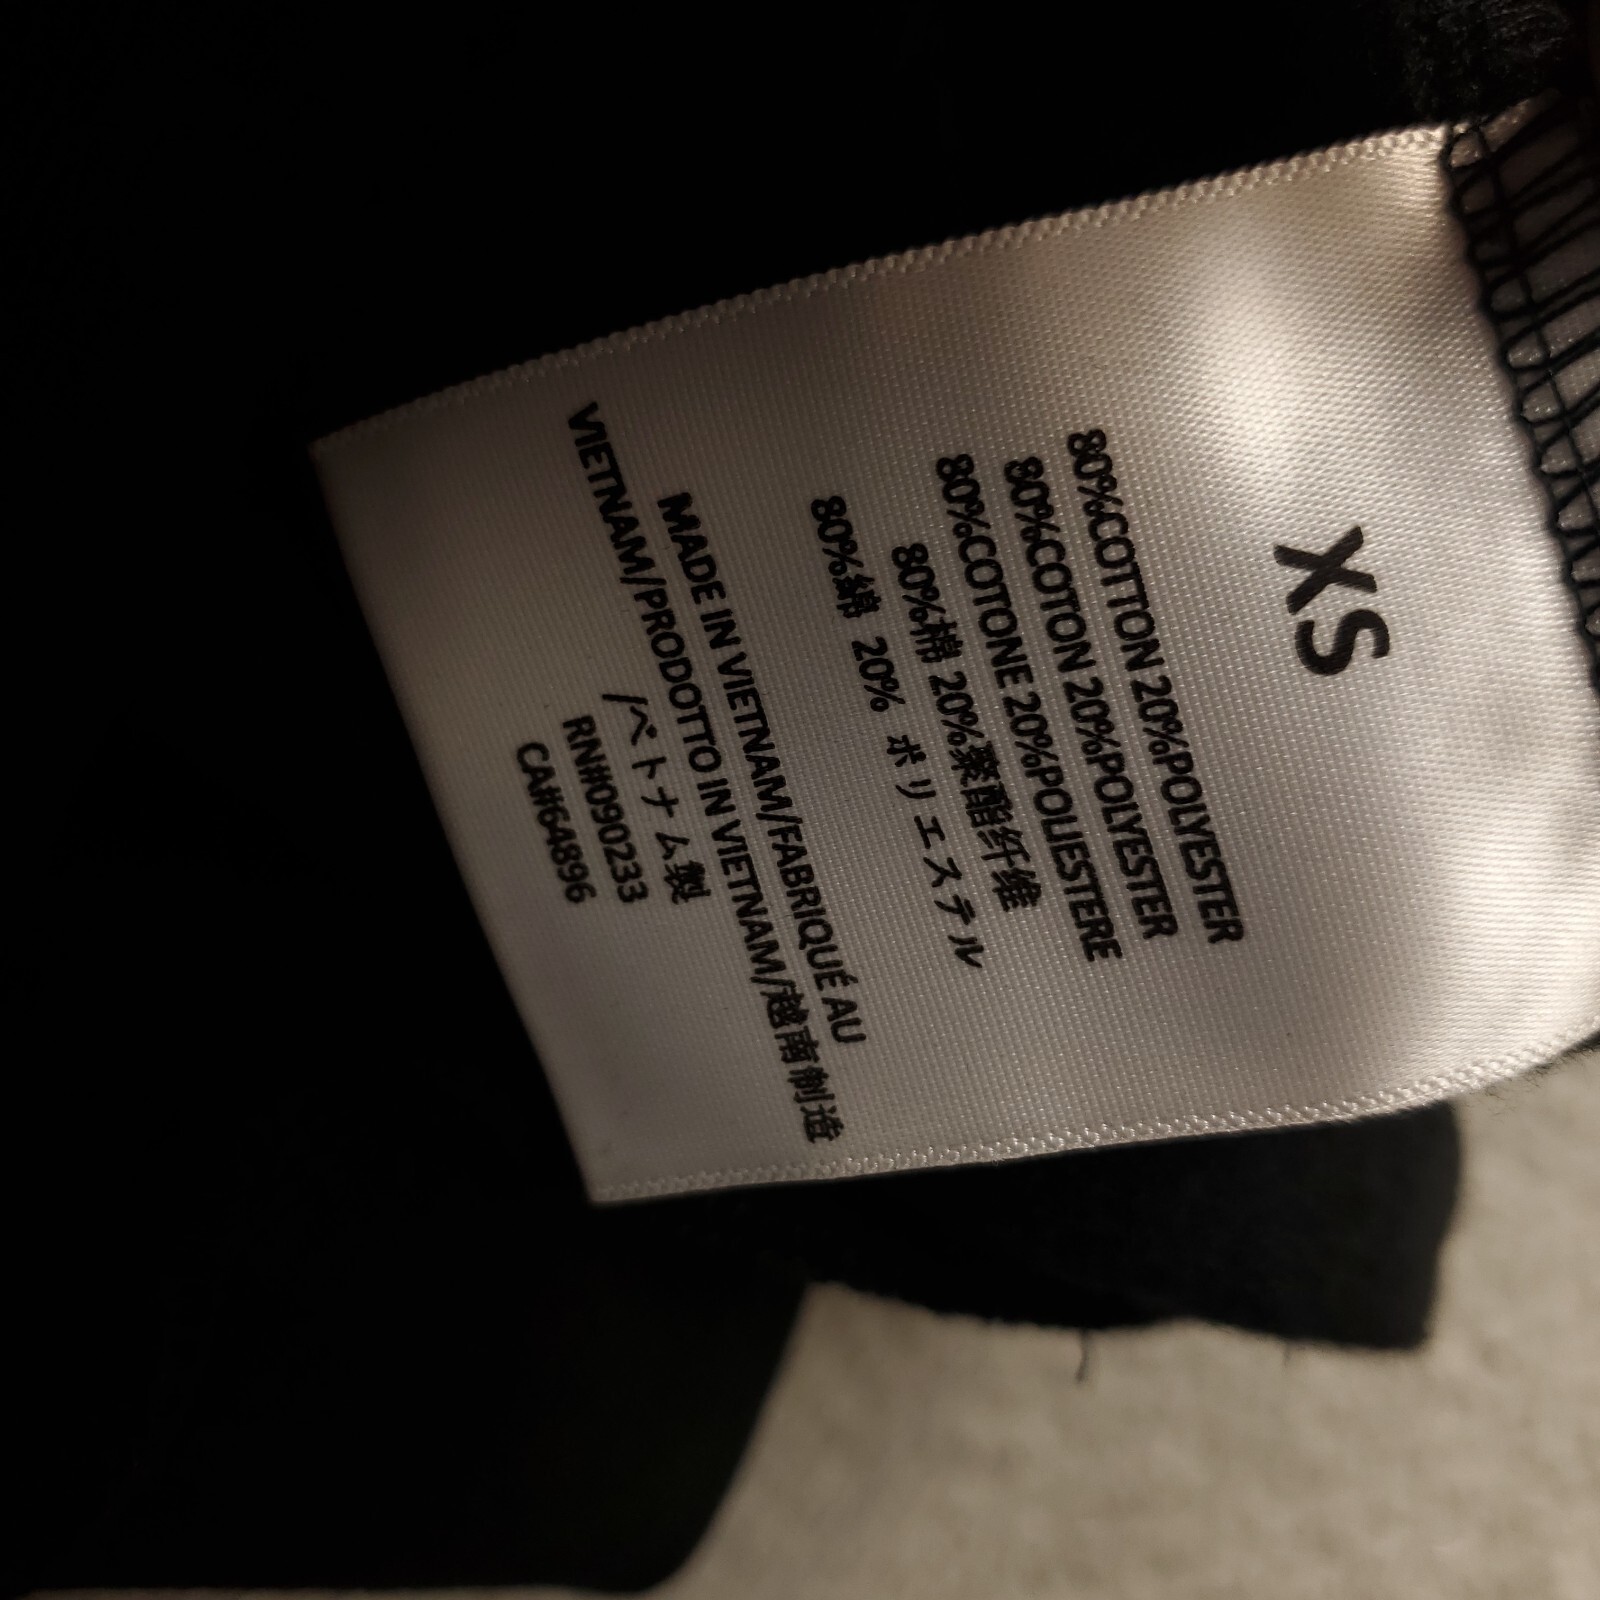 XS
80%COTTON 20%POLYESTER
80%COTON 20%POLYESTER
80%COTONE 20%POLIESTERE
80%棉 20%聚酯纤维
80%綿 20% ポリエステル
MADE IN VIETNAM/FABRIQUÉ AU
VIETNAM/PRODOTTO IN VIETNAM/越南制造
/ベトナム製
RN#090233
CA#64896